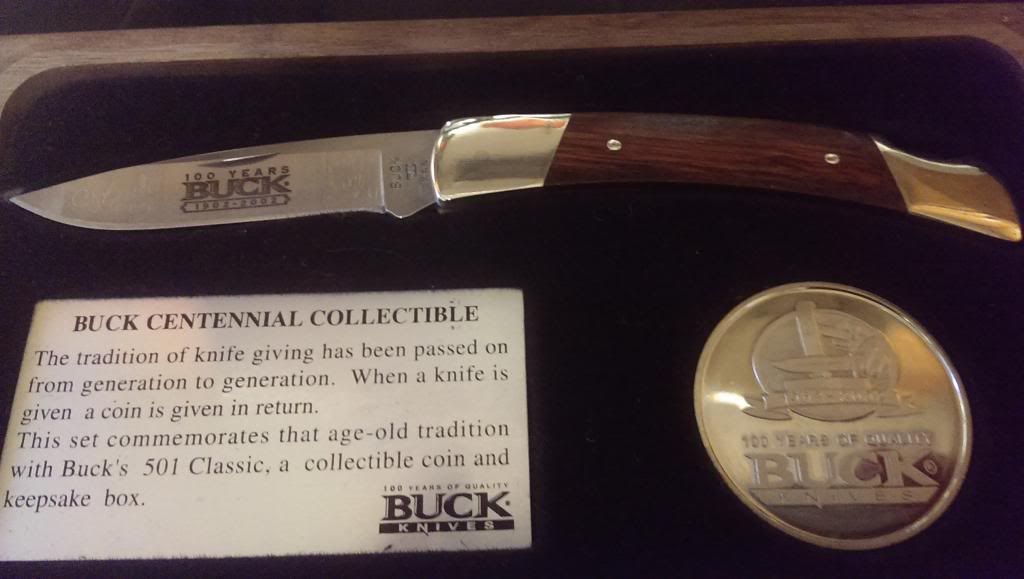 100 YEARS
BUCK
1902-2002
BUCK CENTENNIAL COLLECTIBLE
The tradition of knife giving has been passed on
from generation to generation. When a knife is
given a coin is given in return.
This set commemorates that age-old tradition
with Buck's 501 Classic, a collectible coin and
keepsake box.
100 YEARS OF QUALITY
BUCK
KNIVES
100 YEARS OF QUALITY
BUCK®
KNIVES